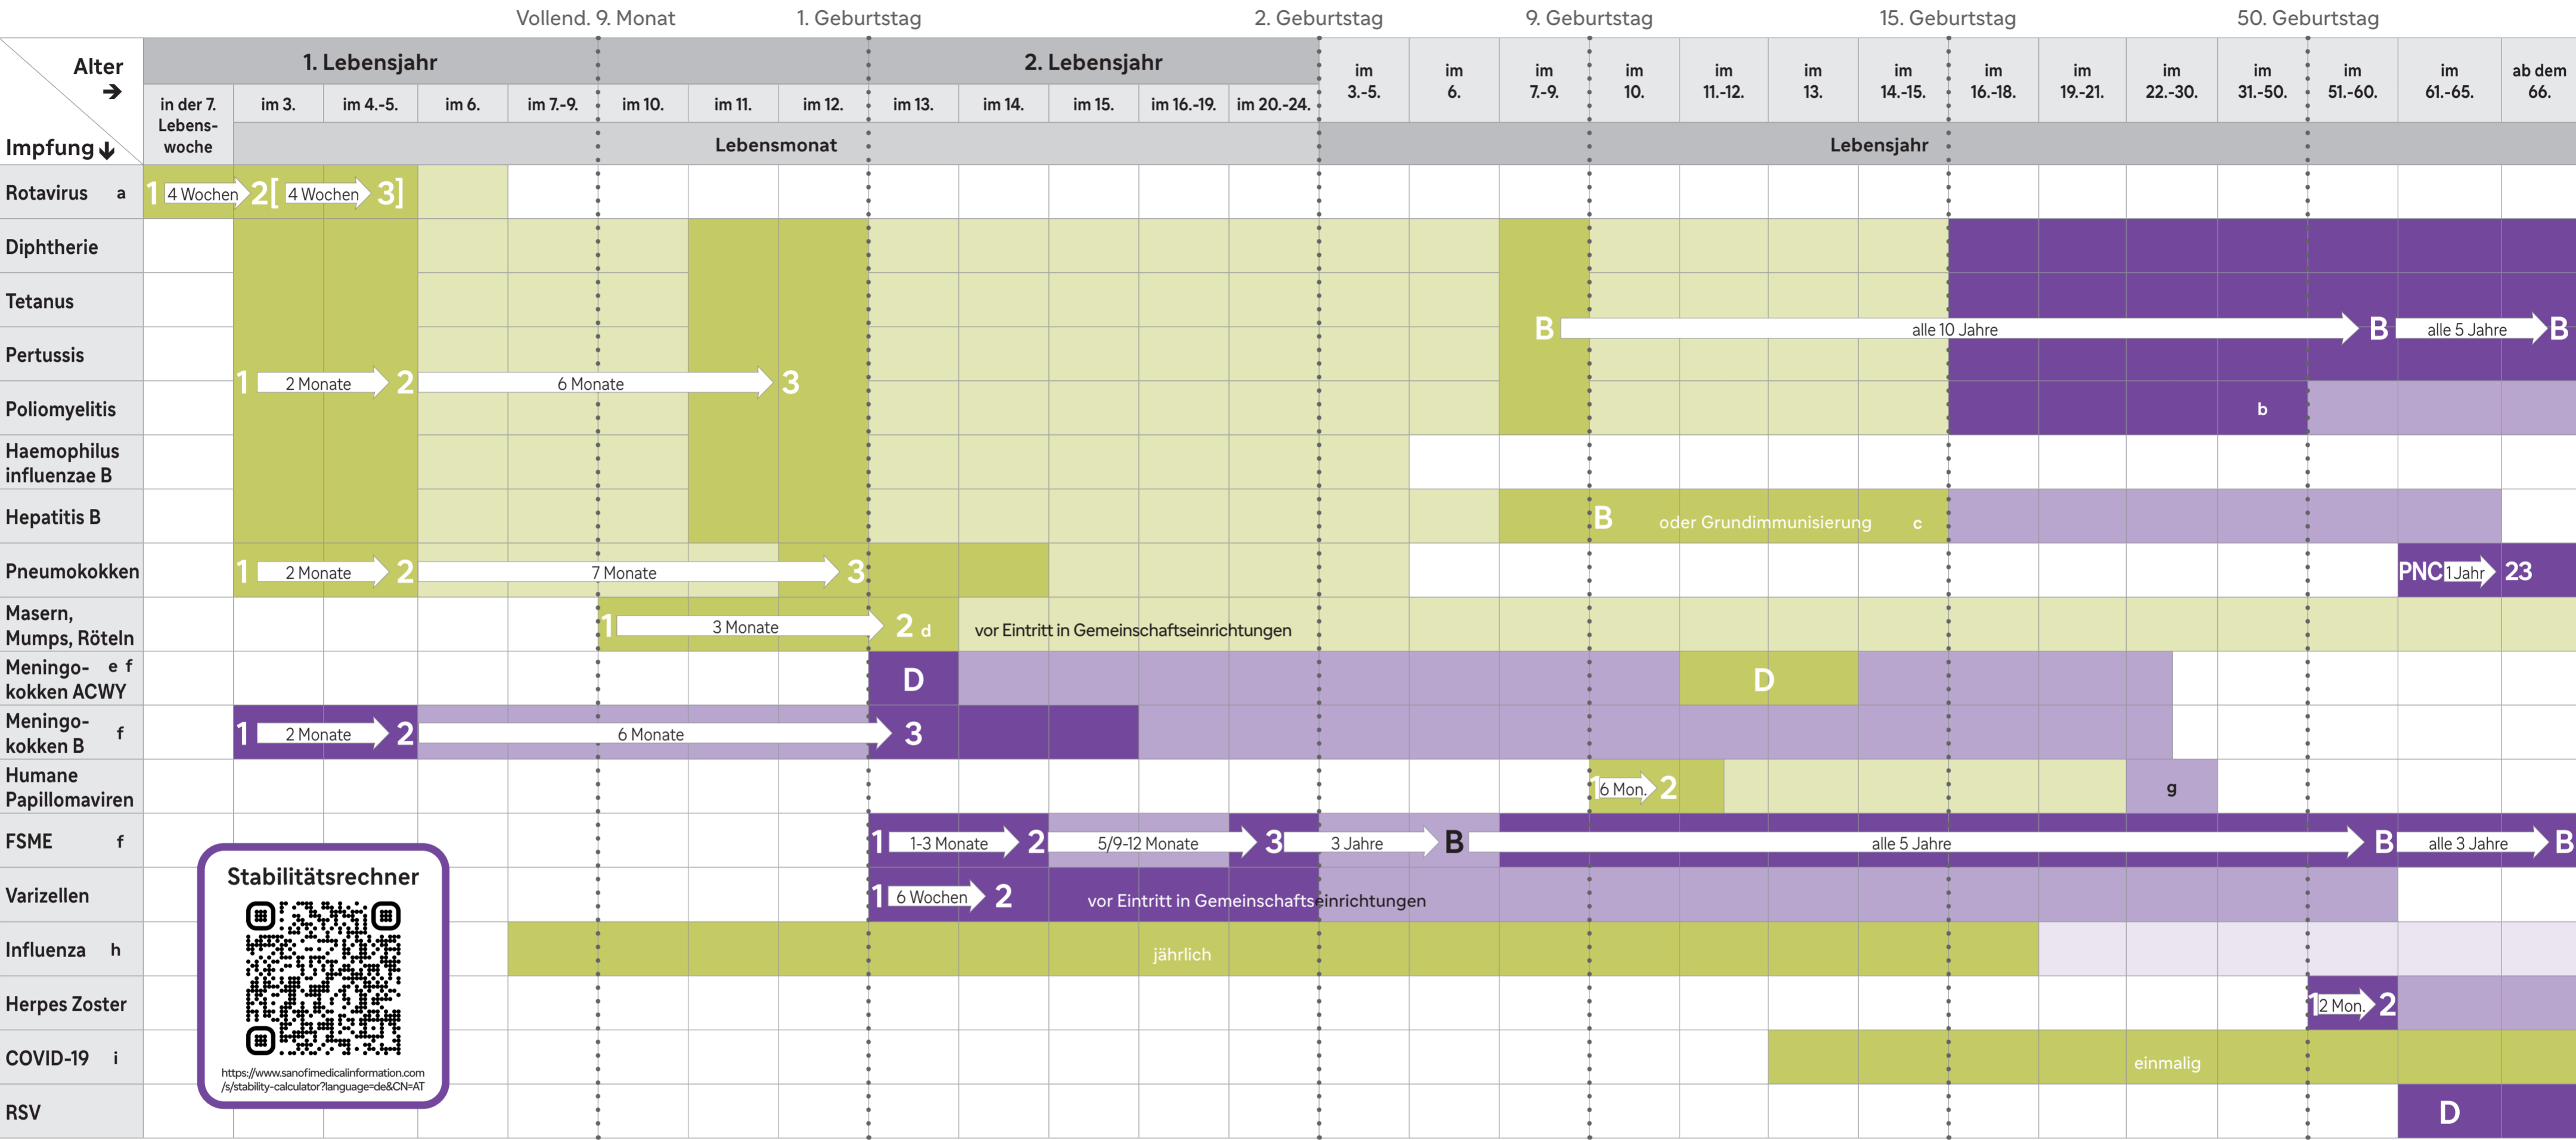 Vollend. 9. Monat 1. Geburtstag 2. Geburtstag 9. Geburtstag 15. Geburtstag 50. Geburtstag
Alter
Impfung
1. Lebensjahr 2. Lebensjahr
in der 7.
Lebens-
woche
im 3. im 4.-5. im 6. im 7.-9. im 10. im 11. im 12. im 13. im 14. im 15. im 16.-19. im 20.-24.
im
3.-5.
im
6.
im
7.-9.
im
10.
im
11.-12.
im
13.
im
14.-15.
im
16.-18.
im
19.-21.
im
22.-30.
im
31.-50.
im
51.-60.
im
61.-65.
ab dem
66.
Lebensmonat Lebensjahr
Rotavirus a 1 4 Wochen 2[ 4 Wochen 3]
Diphtherie
Tetanus
B alle 10 Jahre B alle 5 Jahre B
Pertussis
1 2 Monate 2 6 Monate 3
Poliomyelitis b
Haemophilus
influenzae B
Hepatitis B B oder Grundimmunisierung c
Pneumokokken 1 2 Monate 2 7 Monate 3 PNC 1 Jahr 23
Masern,
Mumps, Röteln
1 3 Monate 2 d vor Eintritt in Gemeinschaftseinrichtungen
Meningo- e f
kokken ACWY
D D
Meningo-
kokken B f
1 2 Monate 2 6 Monate 3
Humane
Papillomaviren
1 6 Mon. 2 g
FSME f 1 1-3 Monate 2 5/9-12 Monate 3 3 Jahre B alle 5 Jahre B alle 3 Jahre B
Varizellen 1 6 Wochen 2 vor Eintritt in Gemeinschaftseinrichtungen
Influenza h jährlich
Herpes Zoster 1 2 Mon. 2
COVID-19 i einmalig
RSV D
Stabilitätsrechner
https://www.sanofimedicalinformation.com
/s/stability-calculator?language=de&CN=AT